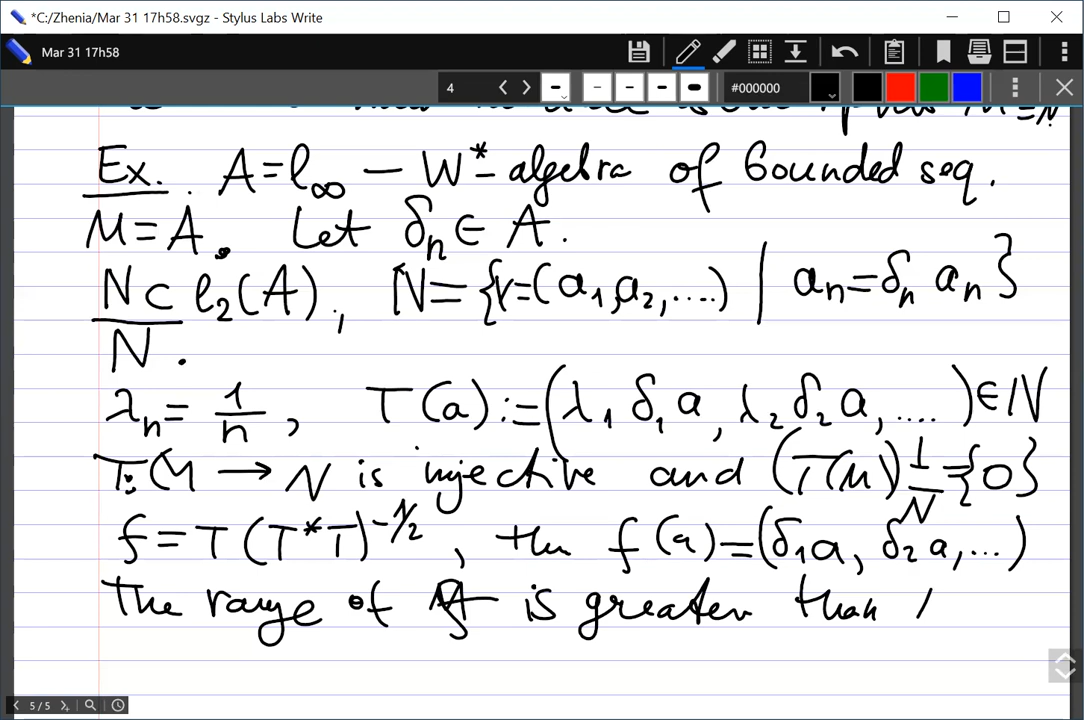 *C:/Zhenia/Mar 31 17h58.svgz - Stylus Labs Write
Mar 31 17h58
4 #000000
Ex. A = l∞ – W*-algebra of bounded seq.
M = A. Let δn ∈ A.
N ⊂ l2(A), N = {r=(a1, a2, ....) | an = δn an}
N.
λn = 1/n, T(a) := (λ1 δ1 a, λ2 δ2 a, ....) ∈ N
T: M → N is injective and (T(M))⊥N = {0}
f = T(T*T)^-1/2, the f(a) = (δ1 a, δ2 a, ...)
The range of f is greater than
5/5